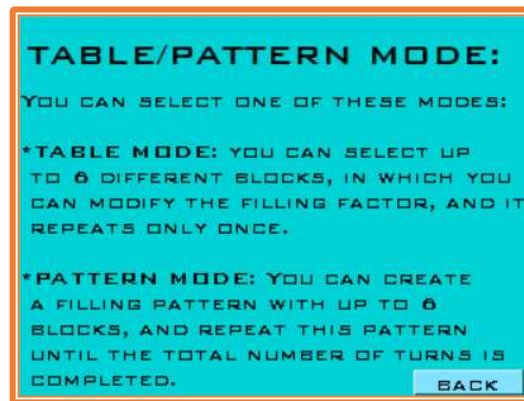 TABLE/PATTERN MODE:
YOU CAN SELECT ONE OF THESE MODES:
*TABLE MODE: YOU CAN SELECT UP
TO 6 DIFFERENT BLOCKS, IN WHICH YOU
CAN MODIFY THE FILLING FACTOR, AND IT
REPEATS ONLY ONCE.
*PATTERN MODE: YOU CAN CREATE
A FILLING PATTERN WITH UP TO 6
BLOCKS, AND REPEAT THIS PATTERN
UNTIL THE TOTAL NUMBER OF TURNS IS
COMPLETED.
BACK